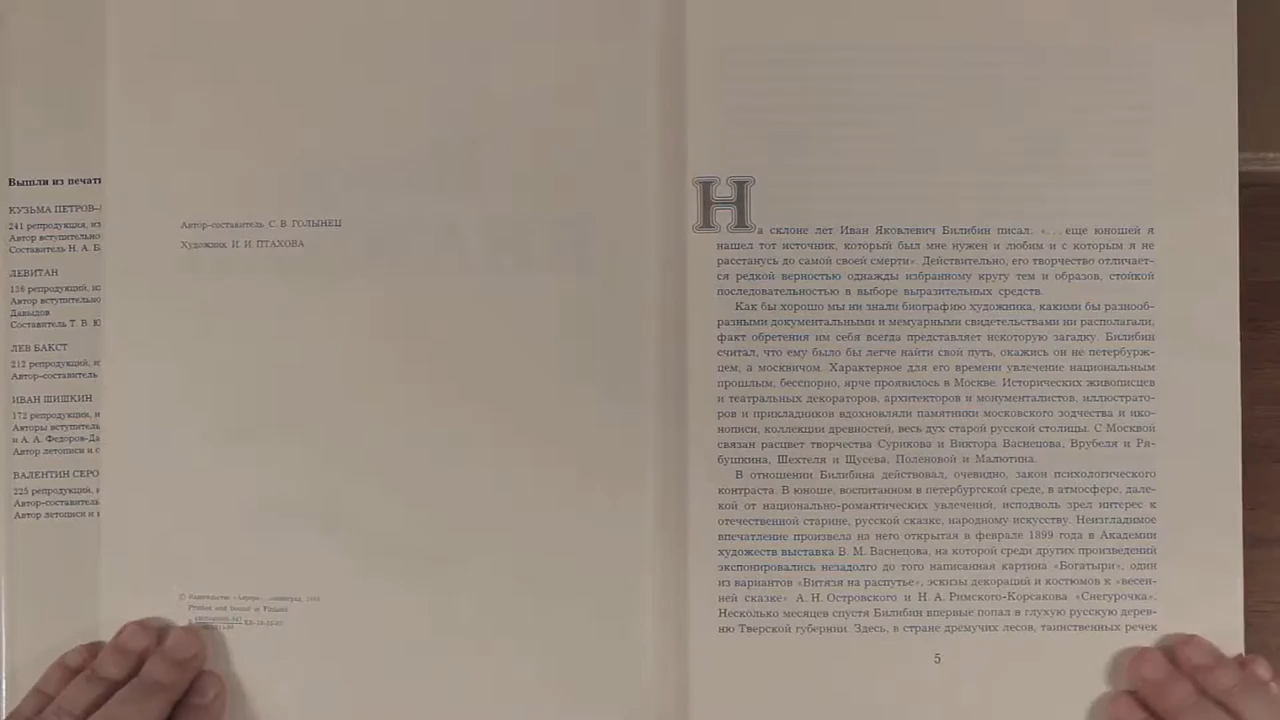 Вышли из печати
КУЗЬМА ПЕТРОВ-
241 репродукция, из
Автор вступительно
Составитель Н. А. Б
ЛЕВИТАН
136 репродукций, из
Автор вступительно
Давыдов
Составитель Т. В. Ю
ЛЕВ БАКСТ
212 репродукций, и
Автор-составитель
ИВАН ШИШКИН
172 репродукции, и
Авторы вступитель
и А. А. Федоров-Да
Автор летописи и с
ВАЛЕНТИН СЕРО
225 репродукций,
Автор-составитель
Автор летописи и
Автор-составитель С. В. ГОЛЫНЕЦ
Художник И. И. ПТАХОВА
© Издательство «Аврора»
Printed and bound in Finland
На склоне лет Иван Яковлевич Билибин писал: «...еще юношей я
нашел тот источник, который был мне нужен и любим и с которым я не
расстанусь до самой своей смерти». Действительно, его творчество отличает-
ся редкой верностью однажды избранному кругу тем и образов, стойкой
последовательностью в выборе выразительных средств.
Как бы хорошо мы ни знали биографию художника, какими бы разнооб-
разными документальными и мемуарными свидетельствами ни располагали,
факт обретения им себя всегда представляет некоторую загадку. Билибин
считал, что ему было бы легче найти свой путь, окажись он не петербурж-
цем, а москвичом. Характерное для его времени увлечение национальным
прошлым, бесспорно, ярче проявилось в Москве. Исторических живописцев
и театральных декораторов, архитекторов и монументалистов, иллюстрато-
ров и прикладников вдохновляли памятники московского зодчества и ико-
нописи, коллекции древностей, весь дух старой русской столицы. С Москвой
связан расцвет творчества Сурикова и Виктора Васнецова, Врубеля и Ря-
бушкина, Шехтеля и Щусева, Поленовой и Малютина.
В отношении Билибина действовал, очевидно, закон психологического
контраста. В юноше, воспитанном в петербургской среде, в атмосфере, дале-
кой от национально-романтических увлечений, исподволь зрел интерес к
отечественной старине, русской сказке, народному искусству. Неизгладимое
впечатление произвела на него открытая в феврале 1899 года в Академии
художеств выставка В. М. Васнецова, на которой среди других произведений
экспонировались незадолго до того написанная картина «Богатыри», один
из вариантов «Витязя на распутье», эскизы декораций и костюмов к «весен-
ней сказке» А. Н. Островского и Н. А. Римского-Корсакова «Снегурочка».
Несколько месяцев спустя Билибин впервые попал в глухую русскую дерев-
ню Тверской губернии. Здесь, в стране дремучих лесов, таинственных речек
5